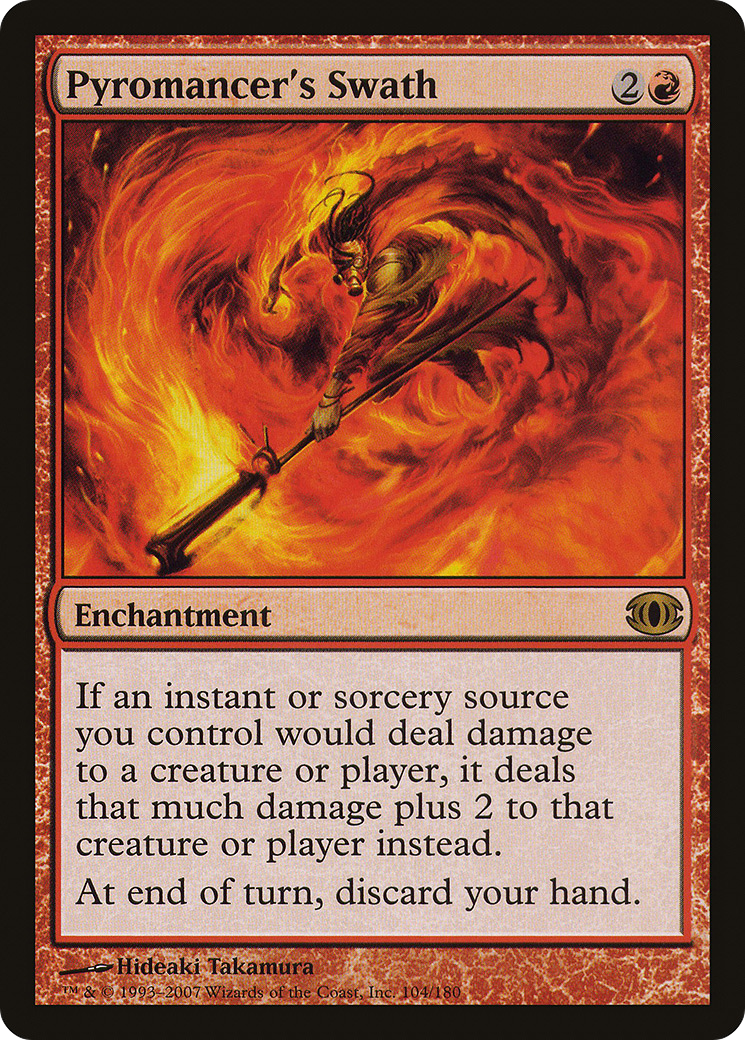 Pyromancer's Swath 2
Enchantment
If an instant or sorcery source
you control would deal damage
to a creature or player, it deals
that much damage plus 2 to that
creature or player instead.
At end of turn, discard your hand.
Hideaki Takamura
™ & © 1993–2007 Wizards of the Coast, Inc. 104/180